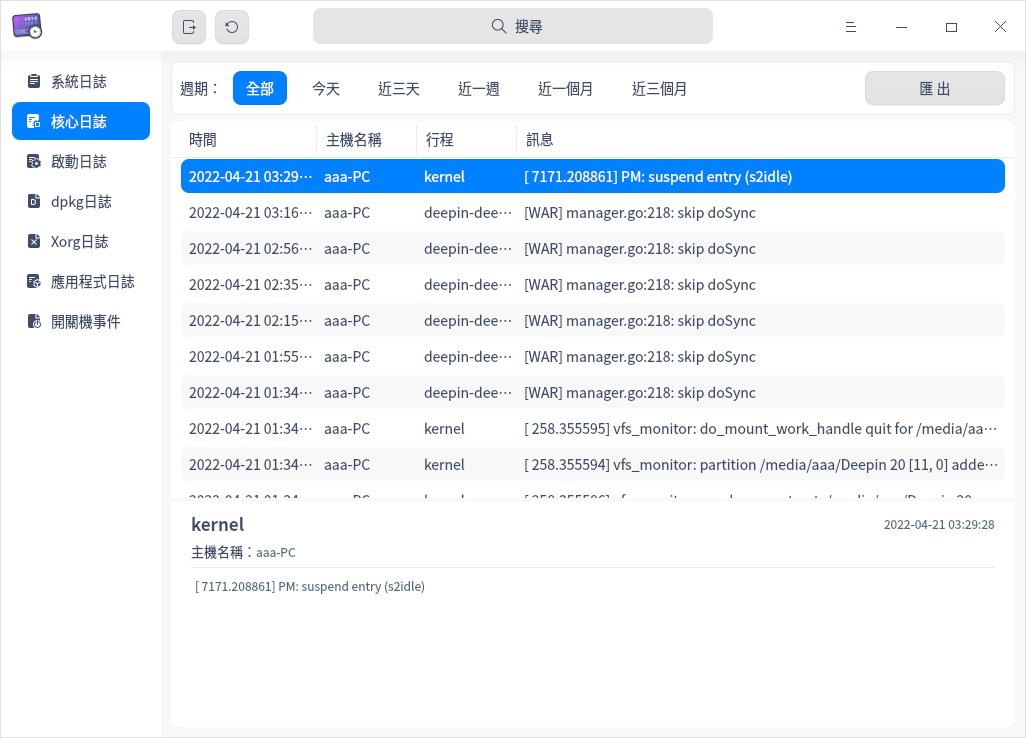 搜尋
系統日誌
核心日誌
啟動日誌
dpkg日誌
Xorg日誌
應用程式日誌
開關機事件
週期： 全部 今天 近三天 近一週 近一個月 近三個月 匯 出
時間 主機名稱 行程 訊息
2022-04-21 03:29··· aaa-PC kernel [ 7171.208861] PM: suspend entry (s2idle)
2022-04-21 03:16··· aaa-PC deepin-dee··· [WAR] manager.go:218: skip doSync
2022-04-21 02:56··· aaa-PC deepin-dee··· [WAR] manager.go:218: skip doSync
2022-04-21 02:35··· aaa-PC deepin-dee··· [WAR] manager.go:218: skip doSync
2022-04-21 02:15··· aaa-PC deepin-dee··· [WAR] manager.go:218: skip doSync
2022-04-21 01:55··· aaa-PC deepin-dee··· [WAR] manager.go:218: skip doSync
2022-04-21 01:34··· aaa-PC deepin-dee··· [WAR] manager.go:218: skip doSync
2022-04-21 01:34··· aaa-PC kernel [ 258.355595] vfs_monitor: do_mount_work_handle quit for /media/aa···
2022-04-21 01:34··· aaa-PC kernel [ 258.355594] vfs_monitor: partition /media/aaa/Deepin 20 [11, 0] adde···
kernel 2022-04-21 03:29:28
主機名稱：aaa-PC
[ 7171.208861] PM: suspend entry (s2idle)